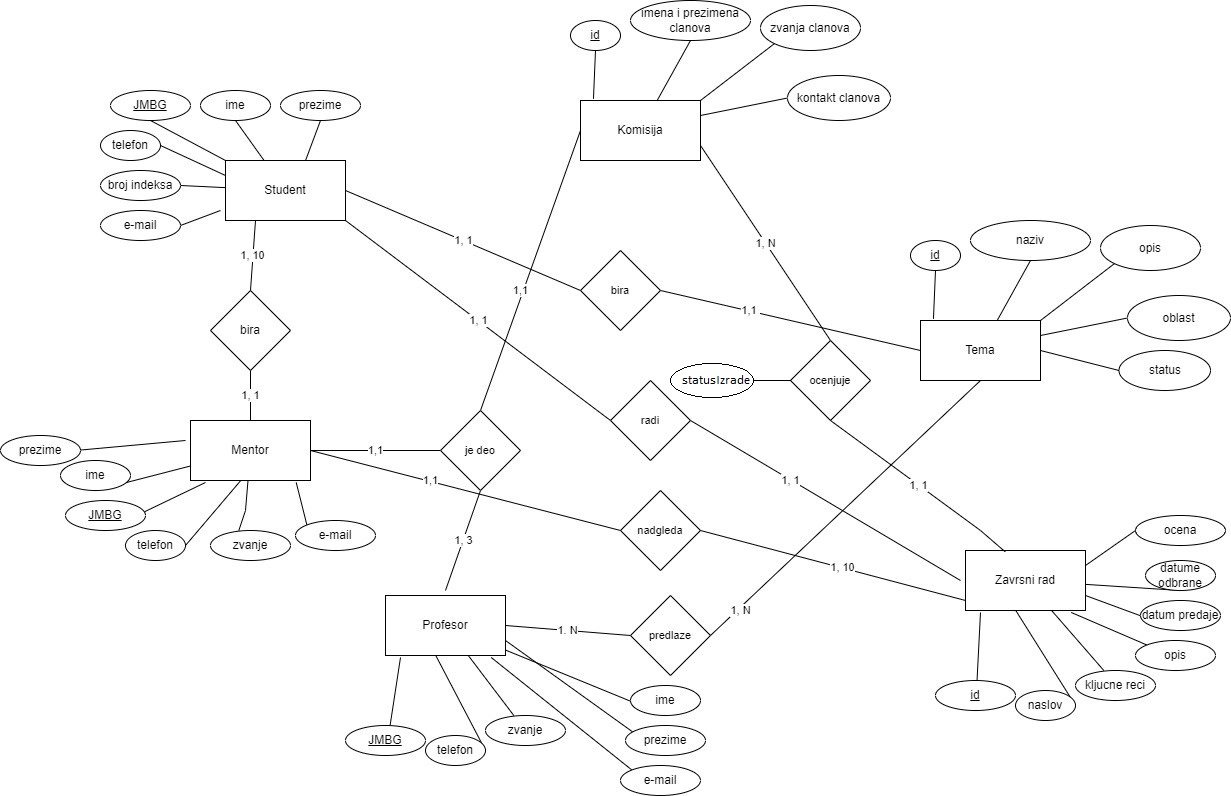 imena i prezimena
clanova
id
zvanja clanova
kontakt clanova
Komisija
JMBG
ime
prezime
telefon
broj indeksa
e-mail
Student
1, 10
1, 1
1,1
1, 1
bira
1, N
bira
1,1
id
naziv
opis
oblast
status
Tema
statusIzrade
ocenjuje
radi
1, 1
Mentor
prezime
ime
JMBG
telefon
zvanje
e-mail
1,1
1,1
je deo
1, 3
nadgleda
1, 1
1, 1
1, 10
Zavrsni rad
ocena
datume
odbrane
datum predaje
opis
kljucne reci
naslov
id
Profesor
1. N
predlaze
1, N
JMBG
telefon
zvanje
ime
prezime
e-mail